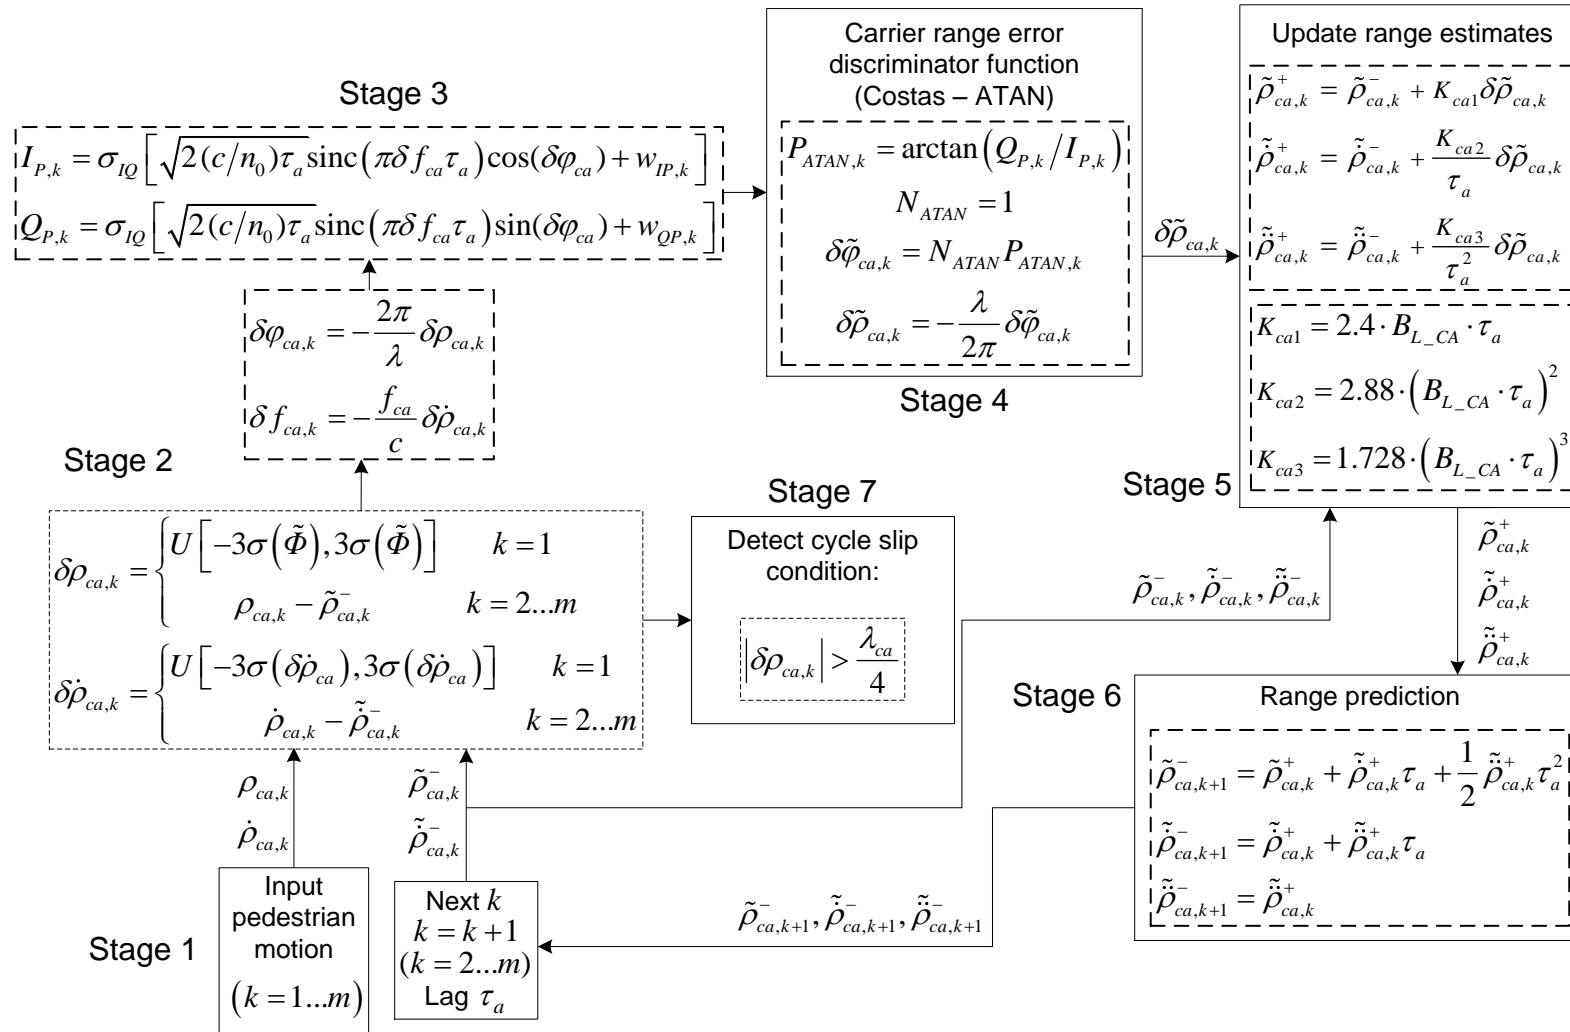 Stage 3
I_{P,k} = σ_{IQ} [ √(2(c/n_0)τ_a) sinc(πδf_{ca}τ_a) cos(δφ_{ca}) + w_{IP,k} ]
Q_{P,k} = σ_{IQ} [ √(2(c/n_0)τ_a) sinc(πδf_{ca}τ_a) sin(δφ_{ca}) + w_{QP,k} ]
Carrier range error
discriminator function
(Costas – ATAN)
P_{ATAN,k} = arctan(Q_{P,k}/I_{P,k})
N_{ATAN} = 1
δφ̃_{ca,k} = N_{ATAN} P_{ATAN,k}
δρ̃_{ca,k} = −(λ/2π) δφ̃_{ca,k}
Stage 4
δρ̃_{ca,k}
Update range estimates
ρ̃^+_{ca,k} = ρ̃^−_{ca,k} + K_{ca1} δρ̃_{ca,k}
ρ̇̃^+_{ca,k} = ρ̇̃^−_{ca,k} + (K_{ca2}/τ_a) δρ̃_{ca,k}
ρ̈̃^+_{ca,k} = ρ̈̃^−_{ca,k} + (K_{ca3}/τ_a^2) δρ̃_{ca,k}
K_{ca1} = 2.4·B_{L_CA}·τ_a
K_{ca2} = 2.88·(B_{L_CA}·τ_a)^2
K_{ca3} = 1.728·(B_{L_CA}·τ_a)^3
Stage 5
δφ_{ca,k} = −(2π/λ) δρ_{ca,k}
δf_{ca,k} = −(f_{ca}/c) δρ̇_{ca,k}
Stage 2
δρ_{ca,k} = { U[−3σ(Φ̃), 3σ(Φ̃)] k = 1
ρ_{ca,k} − ρ̃^−_{ca,k} k = 2...m
δρ̇_{ca,k} = { U[−3σ(δρ̇_{ca}), 3σ(δρ̇_{ca})] k = 1
ρ̇_{ca,k} − ρ̇̃^−_{ca,k} k = 2...m
Stage 7
Detect cycle slip
condition:
|δρ_{ca,k}| > λ_{ca}/4
ρ̃^−_{ca,k}, ρ̇̃^−_{ca,k}, ρ̈̃^−_{ca,k}
ρ̃^+_{ca,k}
ρ̇̃^+_{ca,k}
ρ̈̃^+_{ca,k}
Stage 6
Range prediction
ρ̃^−_{ca,k+1} = ρ̃^+_{ca,k} + ρ̇̃^+_{ca,k} τ_a + (1/2) ρ̈̃^+_{ca,k} τ_a^2
ρ̇̃^−_{ca,k+1} = ρ̇̃^+_{ca,k} + ρ̈̃^+_{ca,k} τ_a
ρ̈̃^−_{ca,k+1} = ρ̈̃^+_{ca,k}
ρ̃^−_{ca,k+1}, ρ̇̃^−_{ca,k+1}, ρ̈̃^−_{ca,k+1}
ρ_{ca,k}
ρ̇_{ca,k}
ρ̃^−_{ca,k}
ρ̇̃^−_{ca,k}
Stage 1
Input
pedestrian
motion
(k = 1...m)
Next k
k = k+1
(k = 2...m)
Lag τ_a